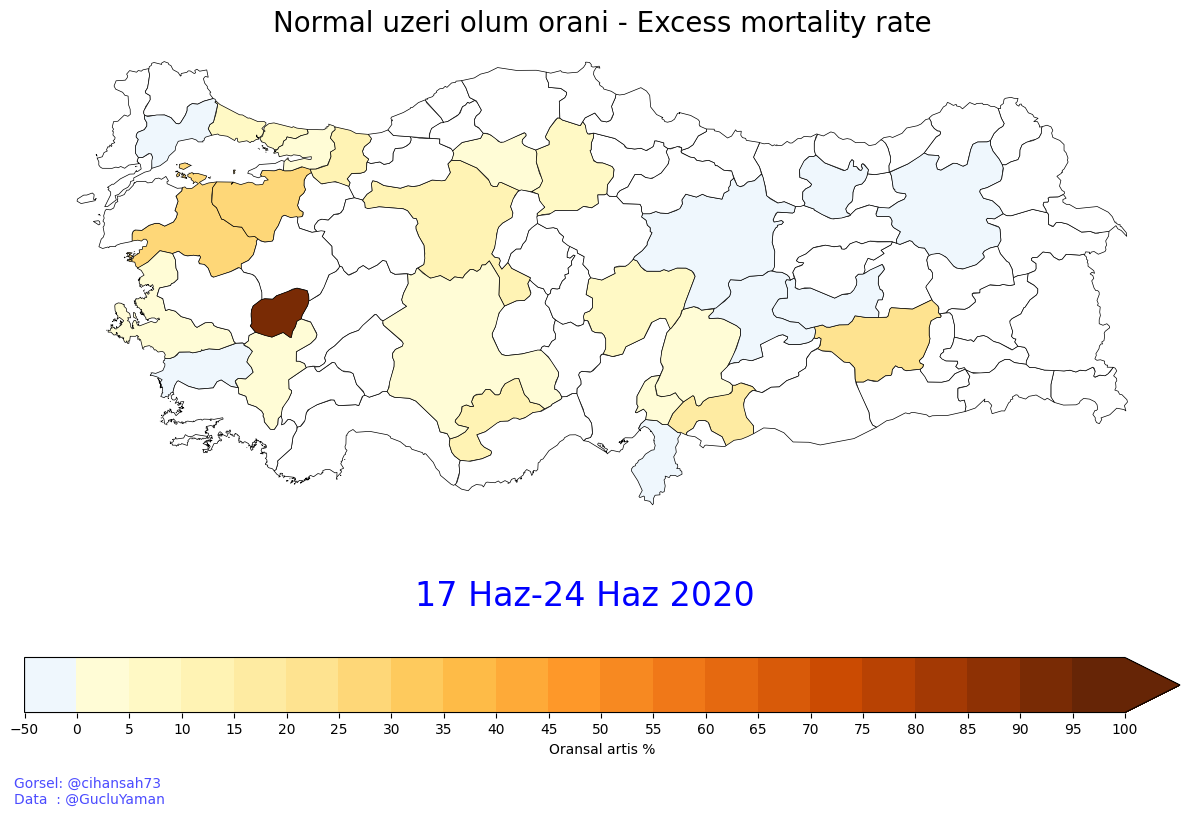 Normal uzeri olum orani - Excess mortality rate
17 Haz-24 Haz 2020
−50 0 5 10 15 20 25 30 35 40 45 50 55 60 65 70 75 80 85 90 95 100
Oransal artis %
Gorsel: @cihansah73
Data  : @GucluYaman